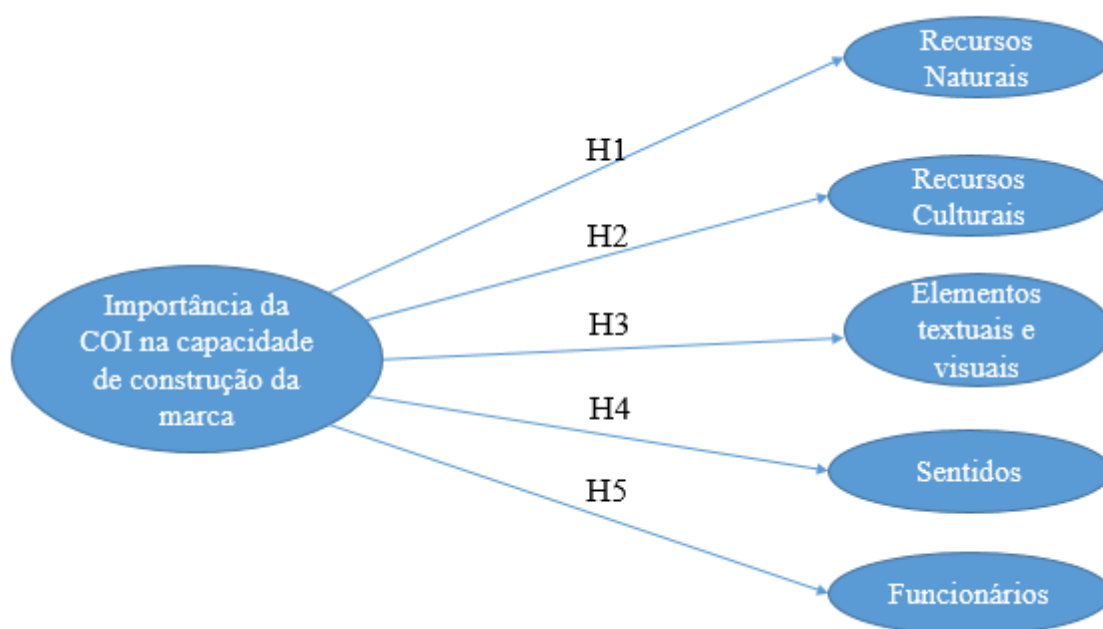 Recursos
Naturais
H1
Recursos
Culturais
H2
Importância da
COI na capacidade
de construção da
marca
Elementos
textuais e
visuais
H3
H4
Sentidos
H5
Funcionários